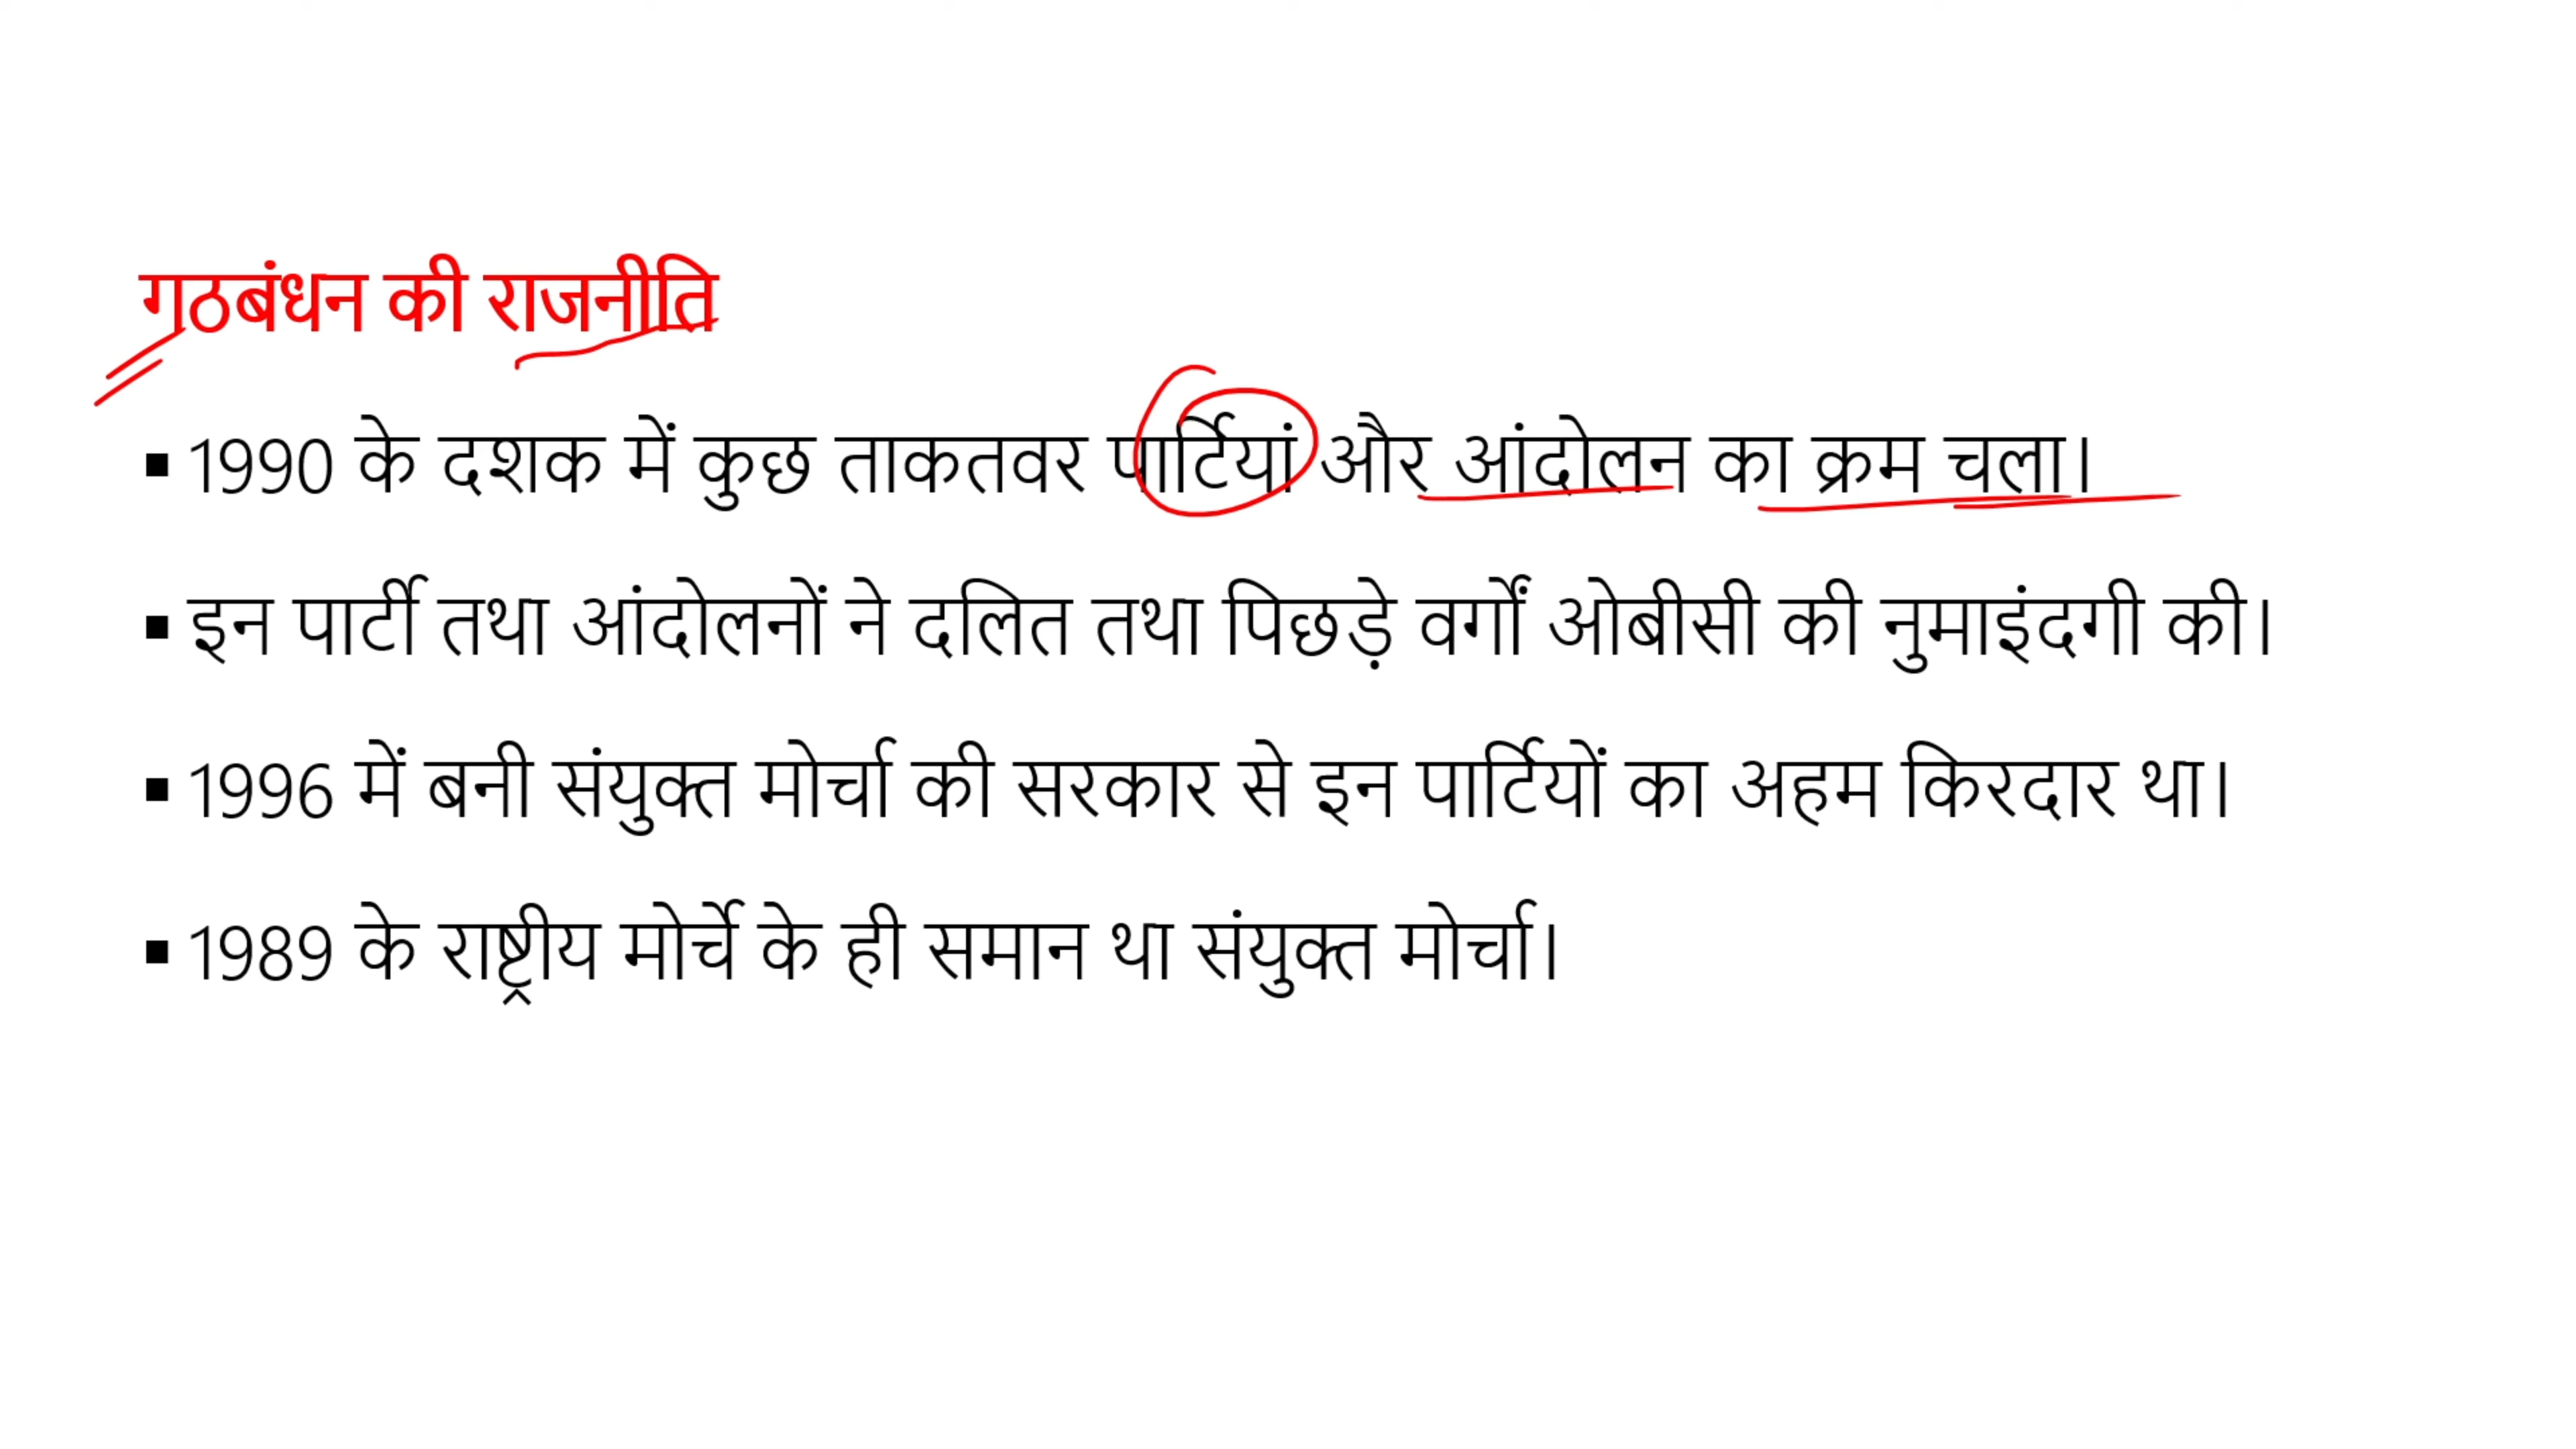 गठबंधन की राजनीति
▪ 1990 के दशक में कुछ ताकतवर पार्टियां और आंदोलन का क्रम चला।
▪ इन पार्टी तथा आंदोलनों ने दलित तथा पिछड़े वर्गों ओबीसी की नुमाइंदगी की।
▪ 1996 में बनी संयुक्त मोर्चा की सरकार से इन पार्टियों का अहम किरदार था।
▪ 1989 के राष्ट्रीय मोर्चे के ही समान था संयुक्त मोर्चा।